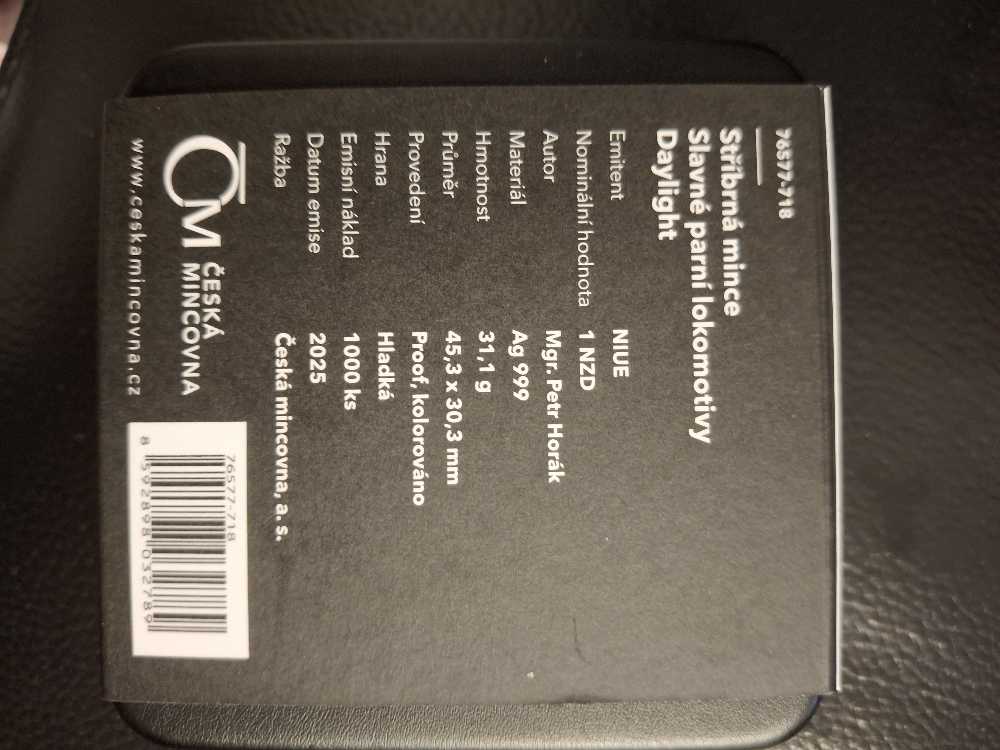 76577-718
Stříbrná mince
Slavné parní lokomotivy
Daylight
Emitent NIUE
Nominální hodnota 1 NZD
Autor Mgr. Petr Horák
Materiál Ag 999
Hmotnost 31,1 g
Průměr 45,3 x 30,3 mm
Provedení Proof, kolorováno
Hrana Hladká
Emisní náklad 1000 ks
Datum emise 2025
Ražba Česká mincovna, a. s.
ČM ČESKÁ
MINCOVNA
www.ceskamincovna.cz
76577-718
8 592898 032789